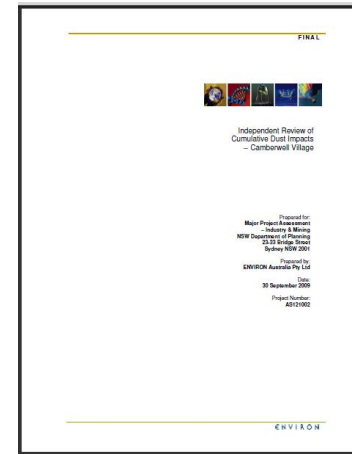 FINAL
Independent Review of
Cumulative Dust Impacts
– Camberwell Village
Prepared for:
Major Project Assessment
– Industry & Mining
NSW Department of Planning
23-33 Bridge Street
Sydney NSW 2001
Prepared by:
ENVIRON Australia Pty Ltd
Date:
30 September 2009
Project Number:
AS121002
ENVIRON